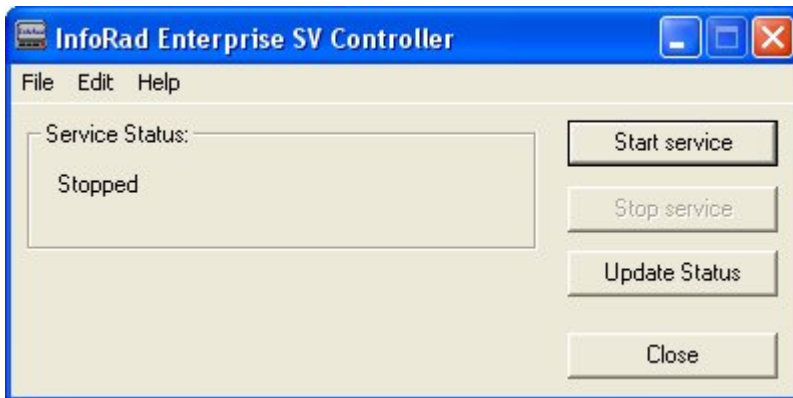 InfoRad Enterprise SV Controller
File Edit Help
Service Status:
Stopped
Start service
Stop service
Update Status
Close